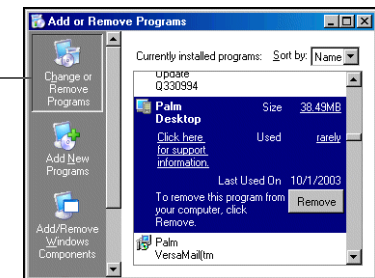 Add or Remove Programs
Change or
Remove
Programs
Add New
Programs
Add/Remove
Windows
Components
Currently installed programs: Sort by: Name
Update
Q330994
Palm
Desktop
Size 38.49MB
Click here
for support
information.
Used rarely
Last Used On 10/1/2003
To remove this program from
your computer, click
Remove.
Remove
Palm
VersaMail(tm